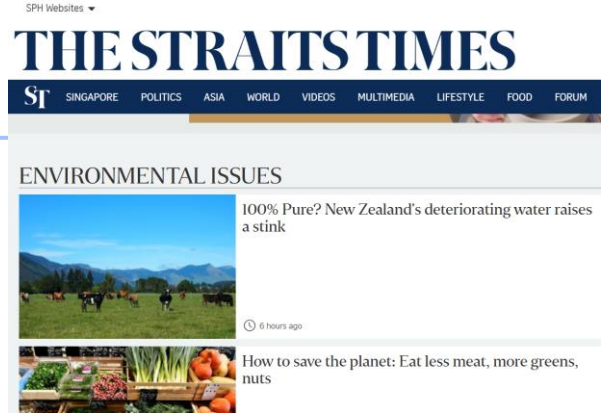 SPH Websites
THE STRAITS TIMES
ST SINGAPORE POLITICS ASIA WORLD VIDEOS MULTIMEDIA LIFESTYLE FOOD FORUM
ENVIRONMENTAL ISSUES
100% Pure? New Zealand's deteriorating water raises
a stink
6 hours ago
How to save the planet: Eat less meat, more greens,
nuts